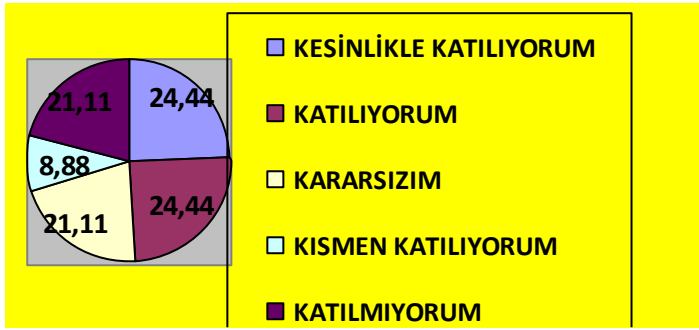 21,11
24,44
8,88
21,11
24,44
KESİNLİKLE KATILIYORUM
KATILIYORUM
KARARSIZIM
KISMEN KATILIYORUM
KATILMIYORUM